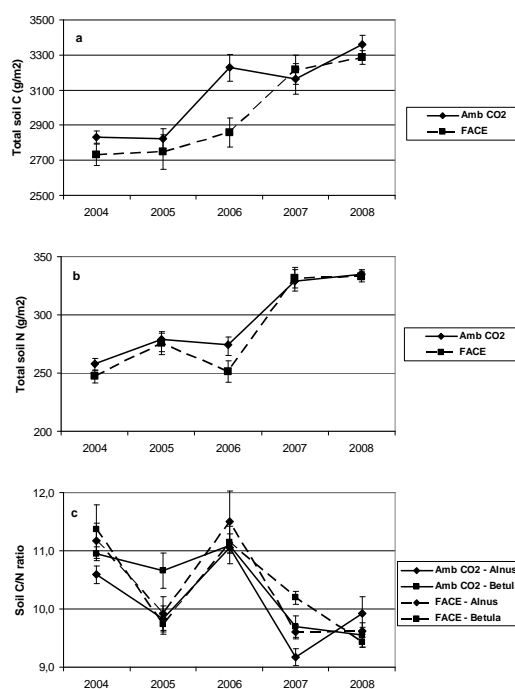 a
3500
3300
3100
2900
2700
2500
Total soil C (g/m2)
2004 2005 2006 2007 2008
Amb CO2
FACE
b
350
300
250
200
Total soil N (g/m2)
2004 2005 2006 2007 2008
Amb CO2
FACE
c
12,0
11,0
10,0
9,0
Soil C/N ratio
2004 2005 2006 2007 2008
Amb CO2 - Alnus
Amb CO2 - Betul
FACE - Alnus
FACE - Betula